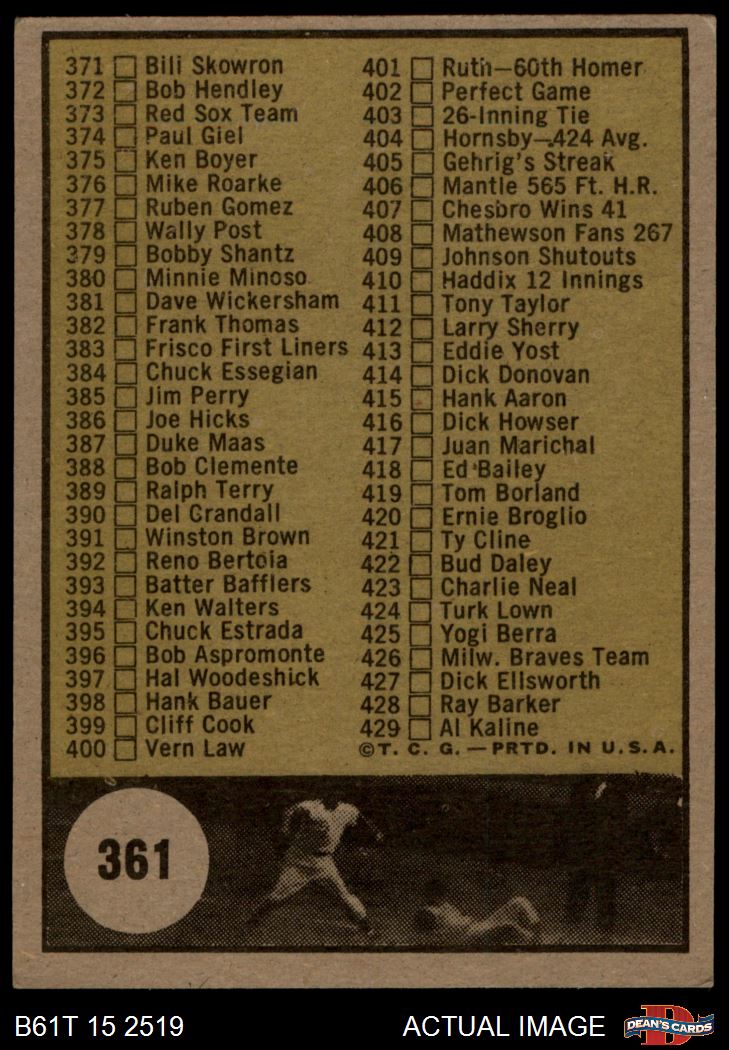 371 Bill Skowron
372 Bob Hendley
373 Red Sox Team
374 Paul Giel
375 Ken Boyer
376 Mike Roarke
377 Ruben Gomez
378 Wally Post
379 Bobby Shantz
380 Minnie Minoso
381 Dave Wickersham
382 Frank Thomas
383 Frisco First Liners
384 Chuck Essegian
385 Jim Perry
386 Joe Hicks
387 Duke Maas
388 Bob Clemente
389 Ralph Terry
390 Del Crandall
391 Winston Brown
392 Reno Bertoia
393 Batter Bafflers
394 Ken Walters
395 Chuck Estrada
396 Bob Aspromonte
397 Hal Woodeshick
398 Hank Bauer
399 Cliff Cook
400 Vern Law
401 Ruth—60th Homer
402 Perfect Game
403 26-Inning Tie
404 Hornsby—.424 Avg.
405 Gehrig's Streak
406 Mantle 565 Ft. H.R.
407 Chesbro Wins 41
408 Mathewson Fans 267
409 Johnson Shutouts
410 Haddix 12 Innings
411 Tony Taylor
412 Larry Sherry
413 Eddie Yost
414 Dick Donovan
415 Hank Aaron
416 Dick Howser
417 Juan Marichal
418 Ed Bailey
419 Tom Borland
420 Ernie Broglio
421 Ty Cline
422 Bud Daley
423 Charlie Neal
424 Turk Lown
425 Yogi Berra
426 Milw. Braves Team
427 Dick Ellsworth
428 Ray Barker
429 Al Kaline
©T. C. G.—PRTD. IN U.S.A.
361
B61T 15 2519
ACTUAL IMAGE
D
DEAN'S CARDS